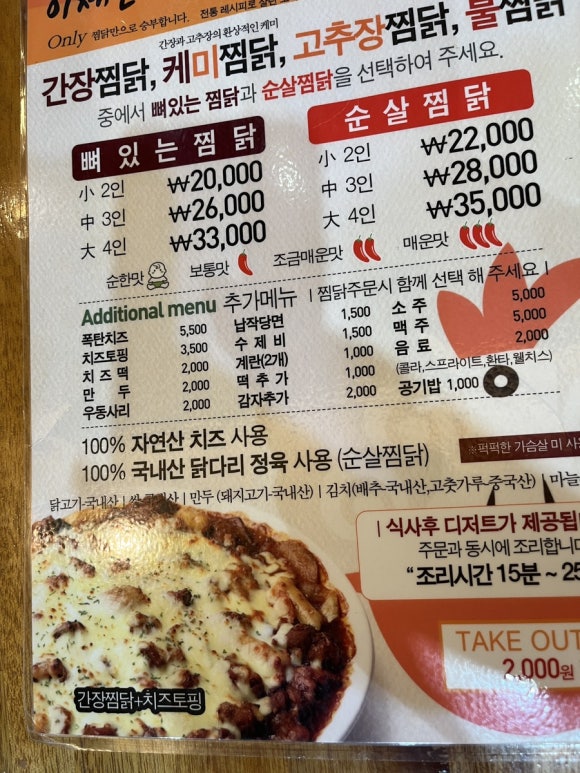 Only 찜닭만으로 승부합니다.
간장과 고추장의 환상적인 케미
간장찜닭, 케미찜닭, 고추장찜닭, 불찜닭
중에서 뼈있는 찜닭과 순살찜닭을 선택하여 주세요.
뼈 있 는 찜 닭
小 2인 ₩20,000
中 3인 ₩26,000
大 4인 ₩33,000
순 살 찜 닭
小 2인 ₩22,000
中 3인 ₩28,000
大 4인 ₩35,000
순한맛 보통맛 조금매운맛 매운맛
Additional menu 추가메뉴 | 찜닭주문시 함께 선택 해 주세요 |
폭탄치즈 5,500
치즈토핑 3,500
치 즈 떡 2,000
만 두 2,000
우동사리 2,000
납작당면 1,500
수 제 비 1,500
계란(2개) 1,000
떡 추 가 1,000
감자추가 2,000
소 주 5,000
맥 주 5,000
음 료 2,000
(콜라,스프라이트,환타,웰치스)
공기밥 1,000
100% 자연산 치즈 사용
100% 국내산 닭다리 정육 사용 (순살찜닭)
※퍽퍽한 가슴살 미 사
닭고기-국내산 | 만두 (돼지고기-국내산) | 김치(배추-국내산,고춧가루-중국산) 마늘
| 식사후 디저트가 제공됩
주문과 동시에 조리합니다
“ 조리시간 15분 ~ 25
TAKE OUT
2,000원
간장찜닭+치즈토핑